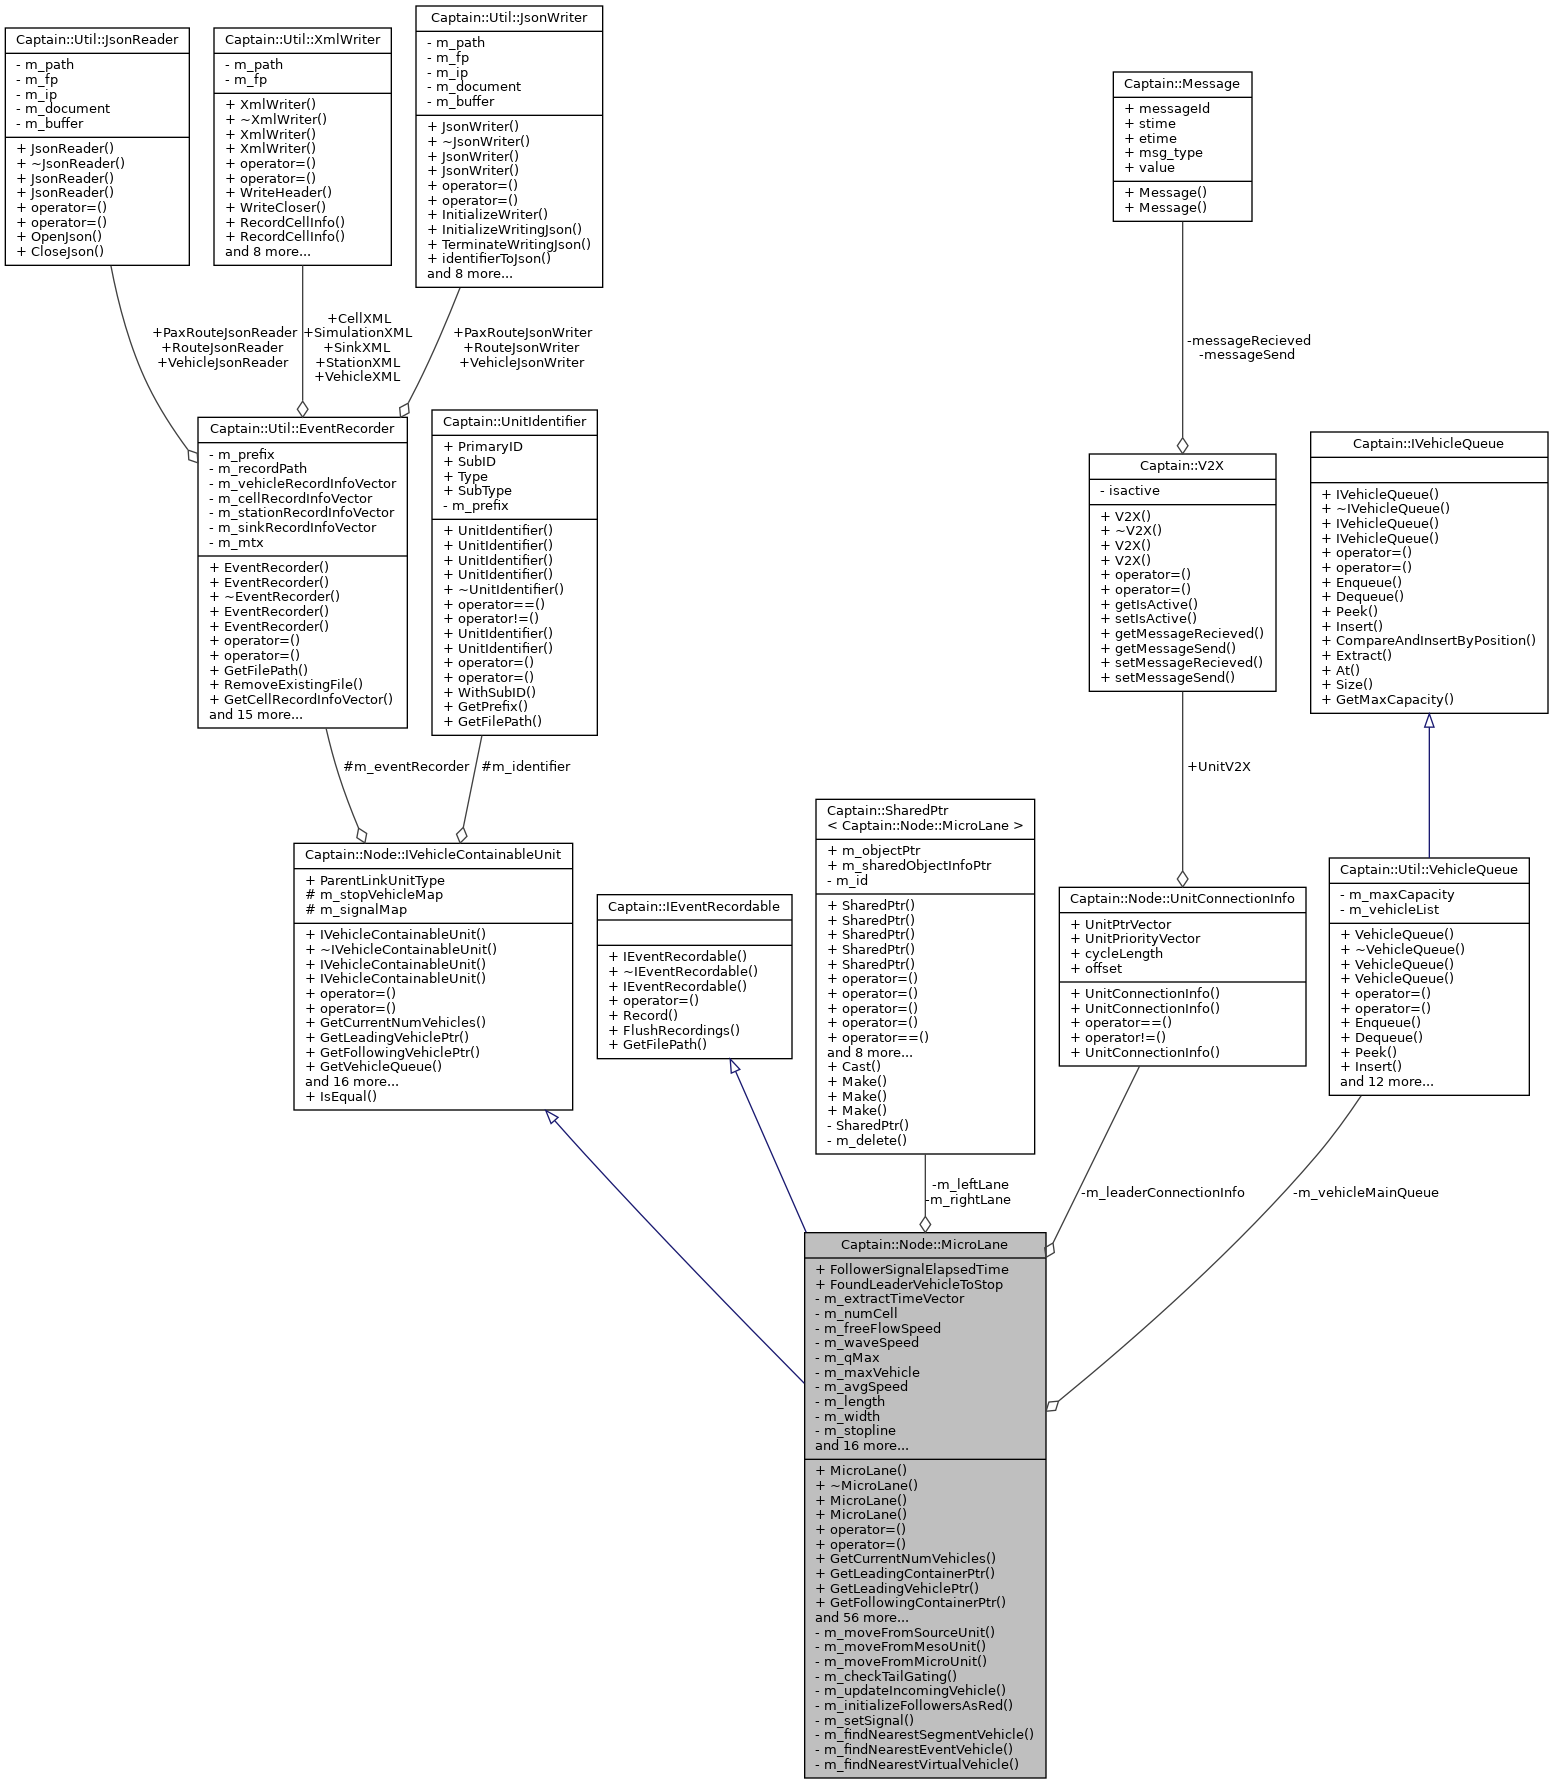 Captain::Util::JsonReader
- m_path
- m_fp
- m_ip
- m_document
- m_buffer
+ JsonReader()
+ ~JsonReader()
+ JsonReader()
+ JsonReader()
+ operator=()
+ operator=()
+ OpenJson()
+ CloseJson()
Captain::Util::XmlWriter
- m_path
- m_fp
+ XmlWriter()
+ ~XmlWriter()
+ XmlWriter()
+ XmlWriter()
+ operator=()
+ operator=()
+ WriteHeader()
+ WriteCloser()
+ RecordCellInfo()
+ RecordCellInfo()
and 8 more...
Captain::Util::JsonWriter
- m_path
- m_fp
- m_ip
- m_document
- m_buffer
+ JsonWriter()
+ ~JsonWriter()
+ JsonWriter()
+ JsonWriter()
+ operator=()
+ operator=()
+ InitializeWriter()
+ InitializeWritingJson()
+ TerminateWritingJson()
+ identifierToJson()
and 8 more...
Captain::Message
+ messageId
+ stime
+ etime
+ msg_type
+ value
+ Message()
+ Message()
+PaxRouteJsonReader
+RouteJsonReader
+VehicleJsonReader
+CellXML
+SimulationXML
+SinkXML
+StationXML
+VehicleXML
+PaxRouteJsonWriter
+RouteJsonWriter
+VehicleJsonWriter
-messageRecieved
-messageSend
Captain::Util::EventRecorder
- m_prefix
- m_recordPath
- m_vehicleRecordInfoVector
- m_cellRecordInfoVector
- m_stationRecordInfoVector
- m_sinkRecordInfoVector
- m_mtx
+ EventRecorder()
+ EventRecorder()
+ ~EventRecorder()
+ EventRecorder()
+ EventRecorder()
+ operator=()
+ operator=()
+ GetFilePath()
+ RemoveExistingFile()
+ GetCellRecordInfoVector()
and 15 more...
Captain::UnitIdentifier
+ PrimaryID
+ SubID
+ Type
+ SubType
- m_prefix
+ UnitIdentifier()
+ UnitIdentifier()
+ UnitIdentifier()
+ UnitIdentifier()
+ ~UnitIdentifier()
+ operator==()
+ operator!=()
+ UnitIdentifier()
+ UnitIdentifier()
+ operator=()
+ operator=()
+ WithSubID()
+ GetPrefix()
+ GetFilePath()
Captain::V2X
- isactive
+ V2X()
+ ~V2X()
+ V2X()
+ V2X()
+ operator=()
+ operator=()
+ getIsActive()
+ setIsActive()
+ getMessageRecieved()
+ getMessageSend()
+ setMessageRecieved()
+ setMessageSend()
Captain::IVehicleQueue
+ IVehicleQueue()
+ ~IVehicleQueue()
+ IVehicleQueue()
+ IVehicleQueue()
+ operator=()
+ operator=()
+ Enqueue()
+ Dequeue()
+ Peek()
+ Insert()
+ CompareAndInsertByPosition()
+ Extract()
+ At()
+ Size()
+ GetMaxCapacity()
#m_eventRecorder
#m_identifier
+UnitV2X
Captain::Node::IVehicleContainableUnit
+ ParentLinkUnitType
# m_stopVehicleMap
# m_signalMap
+ IVehicleContainableUnit()
+ ~IVehicleContainableUnit()
+ IVehicleContainableUnit()
+ IVehicleContainableUnit()
+ operator=()
+ operator=()
+ GetCurrentNumVehicles()
+ GetLeadingVehiclePtr()
+ GetFollowingVehiclePtr()
+ GetVehicleQueue()
and 16 more...
+ IsEqual()
Captain::IEventRecordable
+ IEventRecordable()
+ ~IEventRecordable()
+ IEventRecordable()
+ operator=()
+ Record()
+ FlushRecordings()
+ GetFilePath()
Captain::SharedPtr
< Captain::Node::MicroLane >
+ m_objectPtr
+ m_sharedObjectInfoPtr
- m_id
+ SharedPtr()
+ SharedPtr()
+ SharedPtr()
+ SharedPtr()
+ SharedPtr()
+ operator=()
+ operator=()
+ operator=()
+ operator=()
+ operator==()
and 8 more...
+ Cast()
+ Make()
+ Make()
+ Make()
- SharedPtr()
- m_delete()
Captain::Node::UnitConnectionInfo
+ UnitPtrVector
+ UnitPriorityVector
+ cycleLength
+ offset
+ UnitConnectionInfo()
+ UnitConnectionInfo()
+ operator==()
+ operator!=()
+ UnitConnectionInfo()
Captain::Util::VehicleQueue
- m_maxCapacity
- m_vehicleList
+ VehicleQueue()
+ ~VehicleQueue()
+ VehicleQueue()
+ VehicleQueue()
+ operator=()
+ operator=()
+ Enqueue()
+ Dequeue()
+ Peek()
+ Insert()
and 12 more...
-m_leftLane
-m_rightLane
-m_leaderConnectionInfo
-m_vehicleMainQueue
Captain::Node::MicroLane
+ FollowerSignalElapsedTime
+ FoundLeaderVehicleToStop
- m_extractTimeVector
- m_numCell
- m_freeFlowSpeed
- m_waveSpeed
- m_qMax
- m_maxVehicle
- m_avgSpeed
- m_length
- m_width
- m_stopline
and 16 more...
+ MicroLane()
+ ~MicroLane()
+ MicroLane()
+ MicroLane()
+ operator=()
+ operator=()
+ GetCurrentNumVehicles()
+ GetLeadingContainerPtr()
+ GetLeadingVehiclePtr()
+ GetFollowingContainerPtr()
and 56 more...
- m_moveFromSourceUnit()
- m_moveFromMesoUnit()
- m_moveFromMicroUnit()
- m_checkTailGating()
- m_updateIncomingVehicle()
- m_initializeFollowersAsRed()
- m_setSignal()
- m_findNearestSegmentVehicle()
- m_findNearestEventVehicle()
- m_findNearestVirtualVehicle()